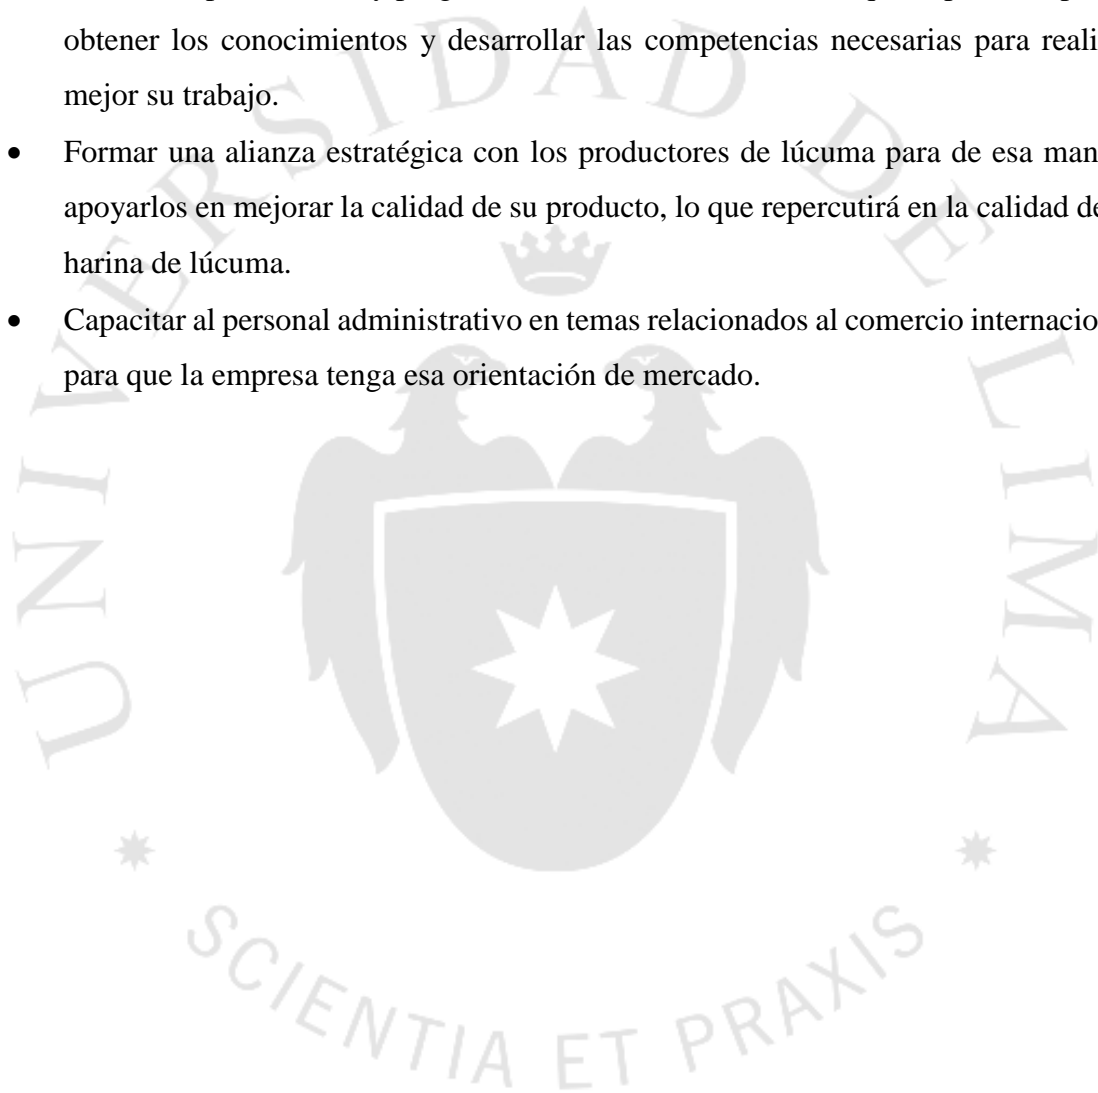 obtener los conocimientos y desarrollar las competencias necesarias para reali
mejor su trabajo.
• Formar una alianza estratégica con los productores de lúcuma para de esa man
apoyarlos en mejorar la calidad de su producto, lo que repercutirá en la calidad de
harina de lúcuma.
• Capacitar al personal administrativo en temas relacionados al comercio internacio
para que la empresa tenga esa orientación de mercado.
UNIVERSIDAD DE LIMA
SCIENTIA ET PRAXIS